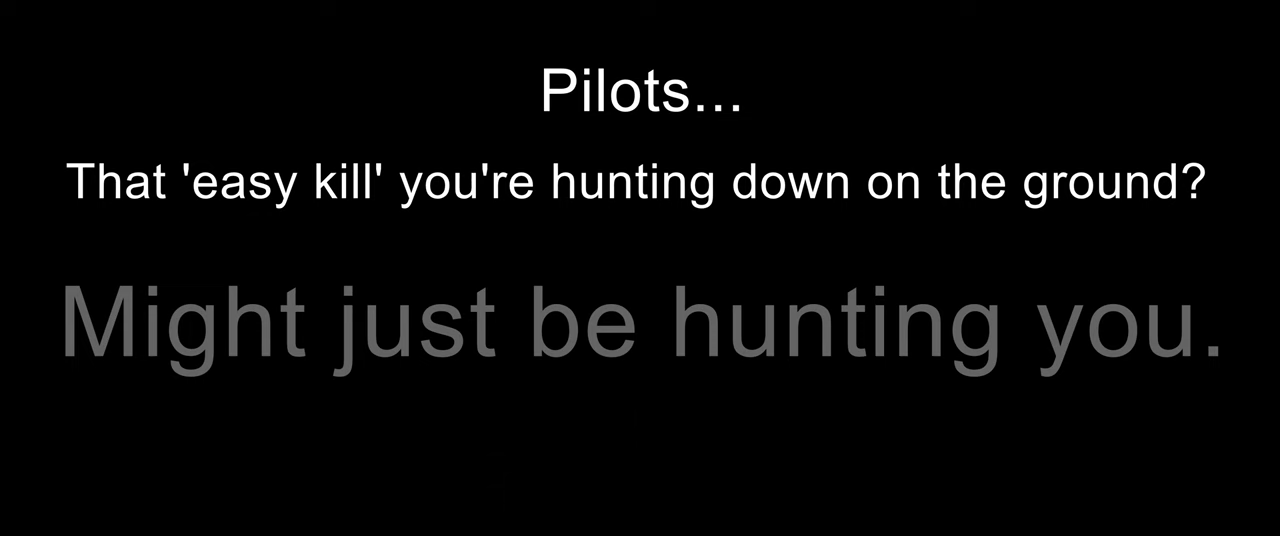 Pilots...
That 'easy kill' you're hunting down on the ground?
Might just be hunting you.